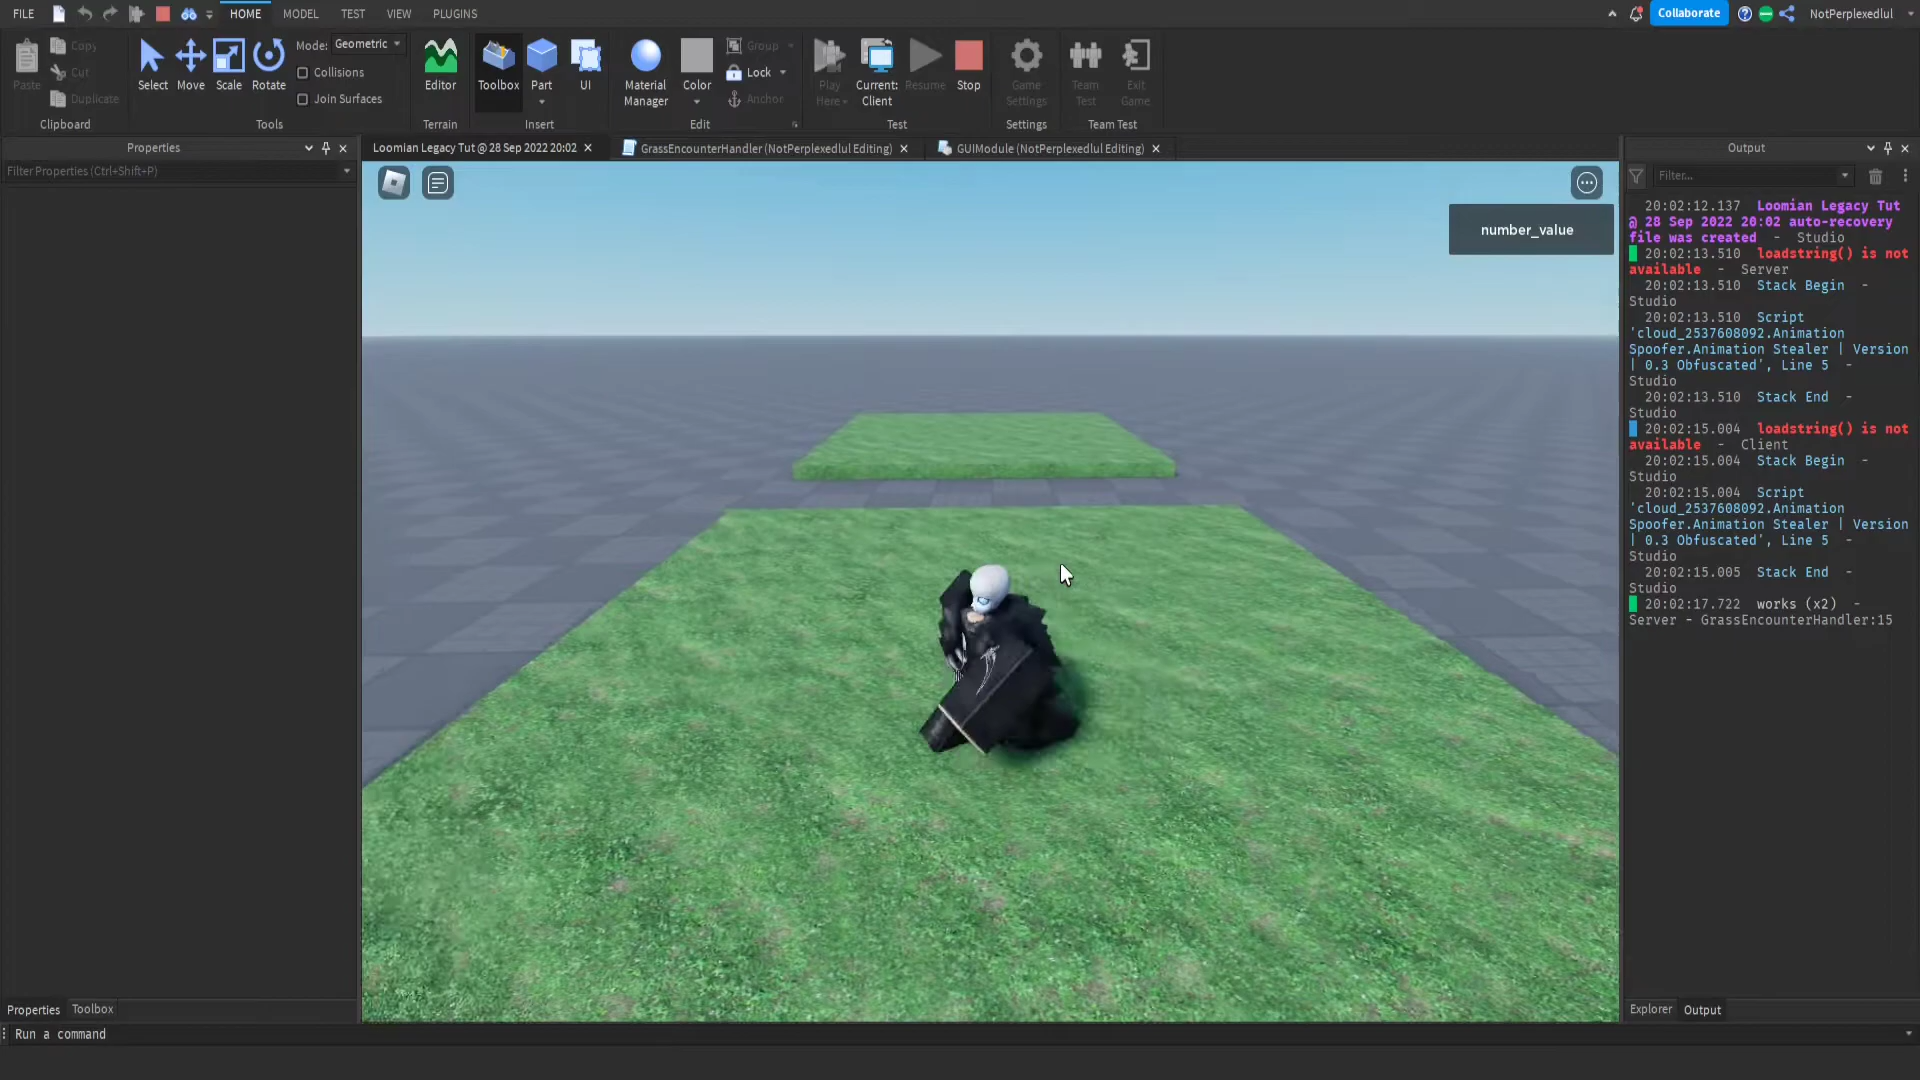 FILE HOME MODEL TEST VIEW PLUGINS Collaborate NotPerplexedlul
Paste Copy Cut Duplicate
Clipboard
Select Move Scale Rotate
Mode: Geometric
Collisions
Join Surfaces
Tools
Editor
Terrain
Toolbox Part UI
Insert
Material Manager Color Group Lock Anchor
Edit
Play Here Current: Client Resume Stop
Test
Game Settings
Settings
Team Test Exit Game
Team Test
Properties
Filter Properties (Ctrl+Shift+P)
Loomian Legacy Tut @ 28 Sep 2022 20:02
GrassEncounterHandler (NotPerplexedlul Editing)
GUIModule (NotPerplexedlul Editing)
number_value
Output
Filter...
20:02:12.137 Loomian Legacy Tut
@ 28 Sep 2022 20:02 auto-recovery
file was created - Studio
20:02:13.510 loadstring() is not
available - Server
20:02:13.510 Stack Begin -
Studio
20:02:13.510 Script
'cloud_2537608092.Animation
Spoofer.Animation Stealer | Version
| 0.3 Obfuscated', Line 5 -
Studio
20:02:13.510 Stack End -
Studio
20:02:15.004 loadstring() is not
available - Client
20:02:15.004 Stack Begin -
Studio
20:02:15.004 Script
'cloud_2537608092.Animation
Spoofer.Animation Stealer | Version
| 0.3 Obfuscated', Line 5 -
Studio
20:02:15.005 Stack End -
Studio
20:02:17.722 works (x2) -
Server - GrassEncounterHandler:15
Properties Toolbox
Explorer Output
Run a command